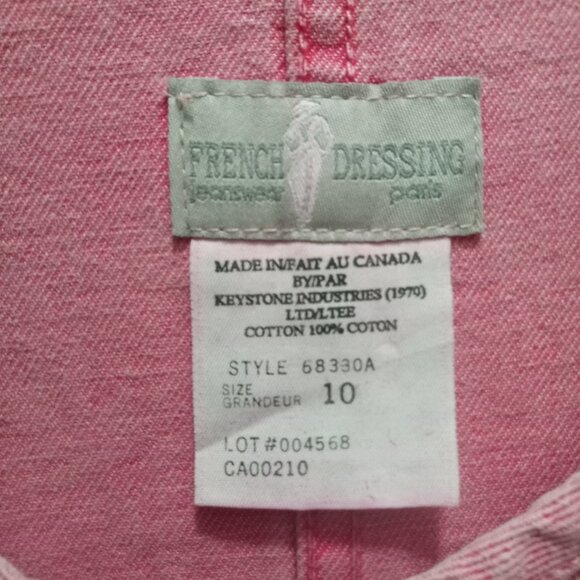 FRENCH DRESSING
jeanswear paris
MADE IN/FAIT AU CANADA
BY/PAR
KEYSTONE INDUSTRIES (1970)
LTD/LTEE
COTTON 100% COTON
STYLE 68330A
SIZE
GRANDEUR 10
LOT#004568
CA00210